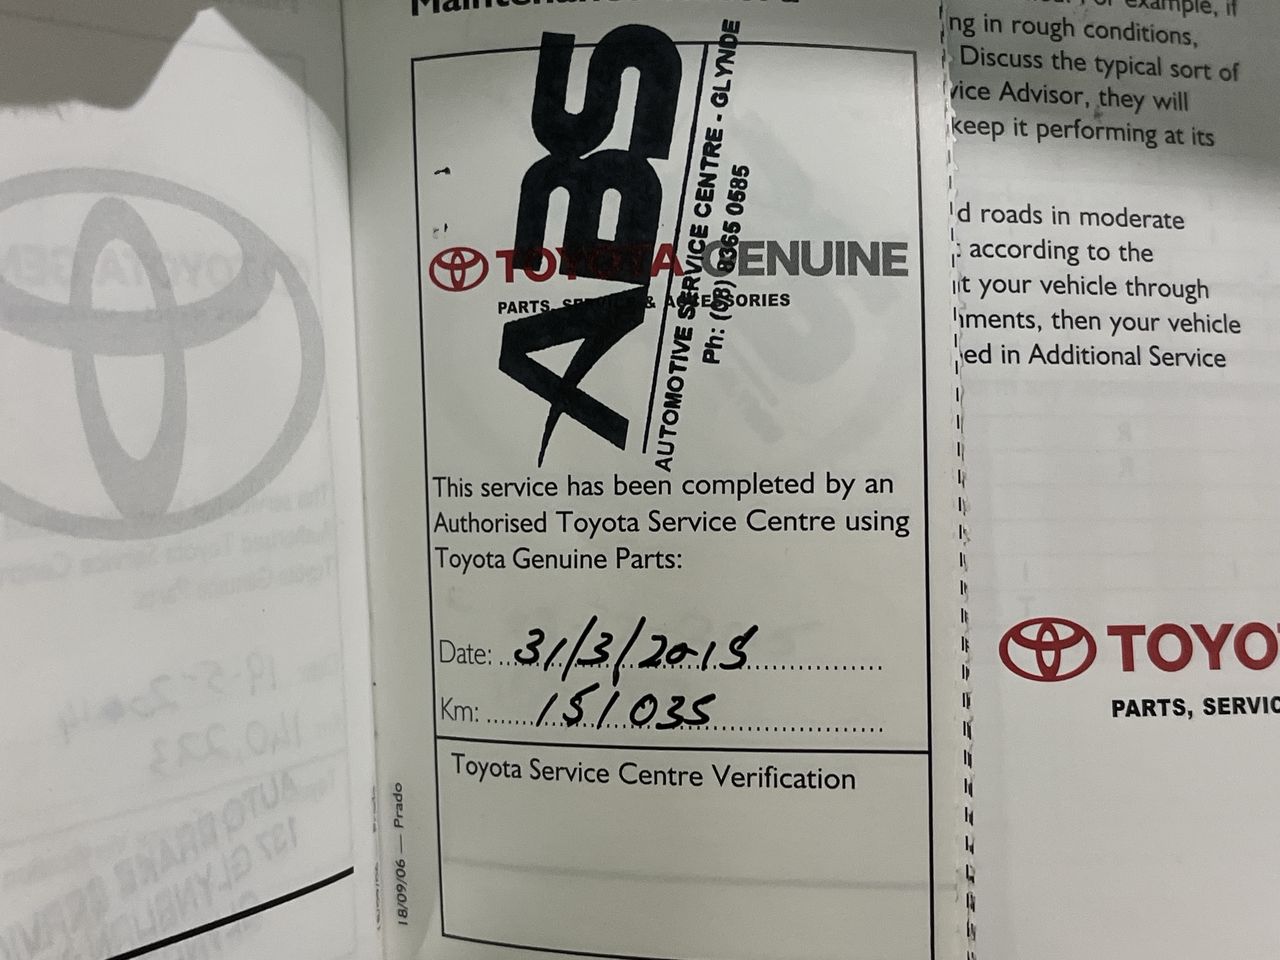 ABS
AUTOMOTIVE SERVICE CENTRE - GLYNDE
Ph: (08) 8365 0585
TOYOTA GENUINE
PARTS, SERVICE & ACCESSORIES
This service has been completed by an
Authorised Toyota Service Centre using
Toyota Genuine Parts:
Date: 31/3/2015
Km: 151035
Toyota Service Centre Verification
18/09/06 — Prado
example, if
ng in rough conditions,
Discuss the typical sort of
vice Advisor, they will
keep it performing at its
d roads in moderate
according to the
it your vehicle through
nments, then your vehicle
ed in Additional Service
TOYO
PARTS, SERVIC